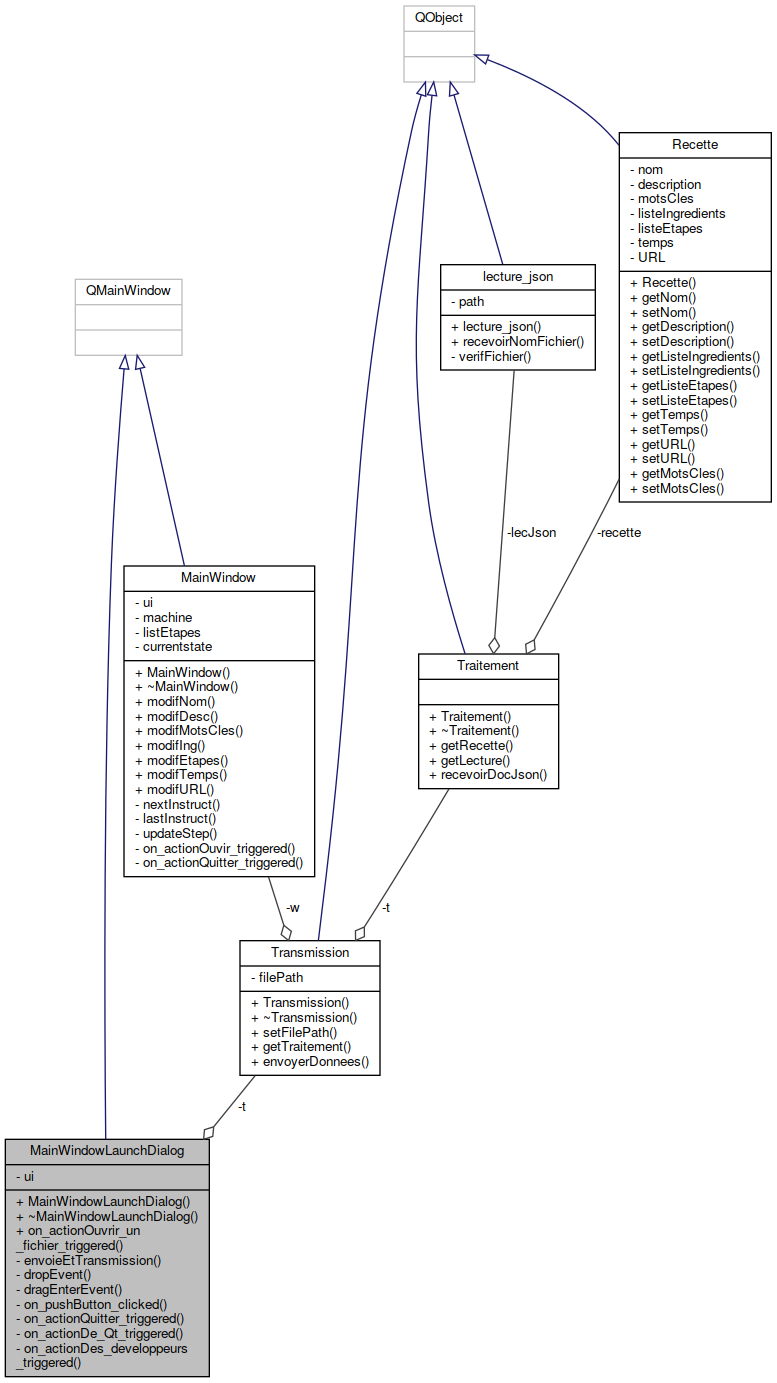 QObject
Recette
- nom
- description
- motsCles
- listeIngredients
- listeEtapes
- temps
- URL
+ Recette()
+ getNom()
+ setNom()
+ getDescription()
+ setDescription()
+ getListeIngredients()
+ setListeIngredients()
+ getListeEtapes()
+ setListeEtapes()
+ getTemps()
+ setTemps()
+ getURL()
+ setURL()
+ getMotsCles()
+ setMotsCles()
lecture_json
- path
+ lecture_json()
+ recevoirNomFichier()
- verifFichier()
QMainWindow
-lecJson
-recette
MainWindow
- ui
- machine
- listEtapes
- currentstate
+ MainWindow()
+ ~MainWindow()
+ modifNom()
+ modifDesc()
+ modifMotsCles()
+ modifIng()
+ modifEtapes()
+ modifTemps()
+ modifURL()
- nextInstruct()
- lastInstruct()
- updateStep()
- on_actionOuvir_triggered()
- on_actionQuitter_triggered()
Traitement
+ Traitement()
+ ~Traitement()
+ getRecette()
+ getLecture()
+ recevoirDocJson()
-w
-t
Transmission
- filePath
+ Transmission()
+ ~Transmission()
+ setFilePath()
+ getTraitement()
+ envoyerDonnees()
-t
MainWindowLaunchDialog
- ui
+ MainWindowLaunchDialog()
+ ~MainWindowLaunchDialog()
+ on_actionOuvrir_un
_fichier_triggered()
- envoieEtTransmission()
- dropEvent()
- dragEnterEvent()
- on_pushButton_clicked()
- on_actionQuitter_triggered()
- on_actionDe_Qt_triggered()
- on_actionDes_developpeurs
_triggered()